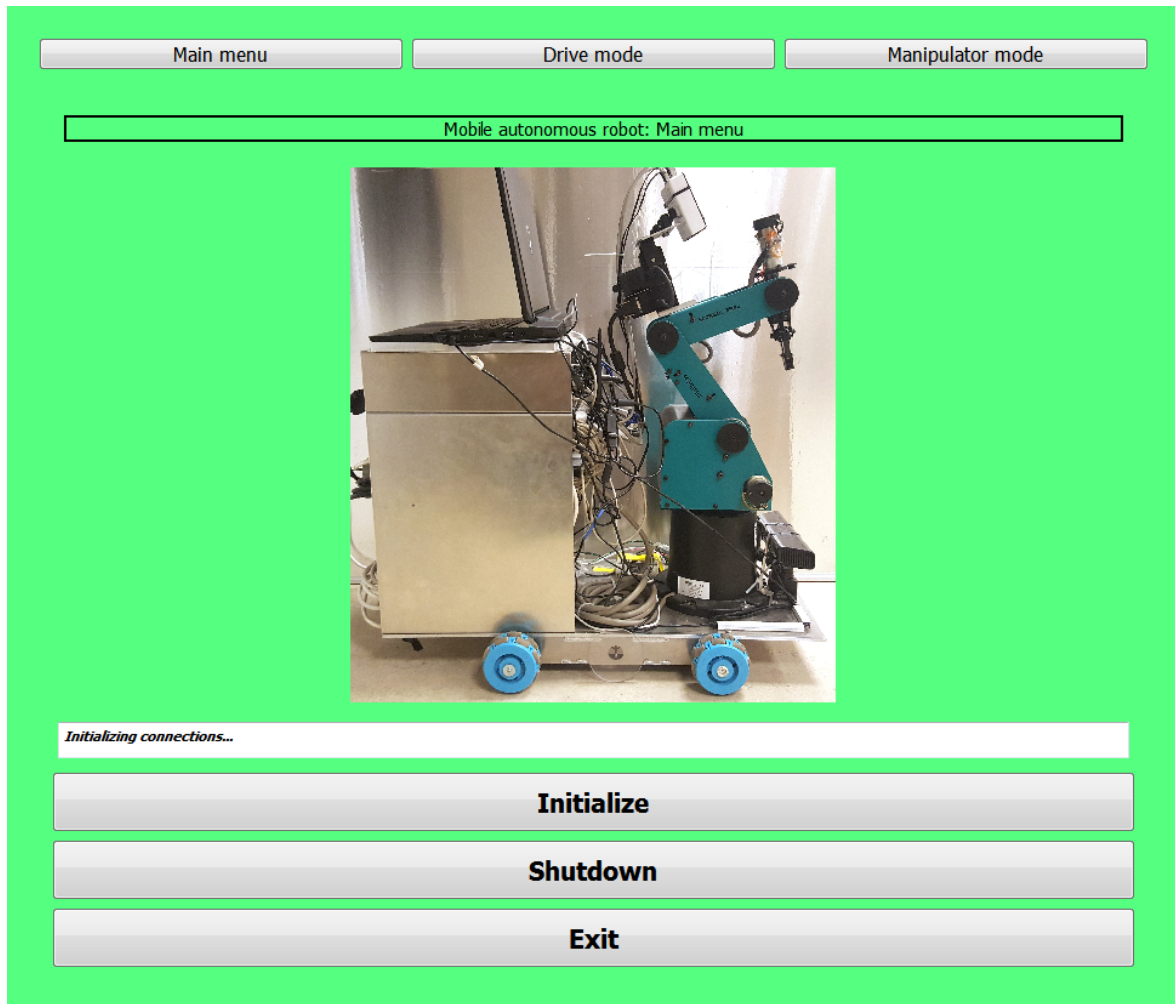 Main menu
Drive mode
Manipulator mode
Mobile autonomous robot: Main menu
Initializing connections...
Initialize
Shutdown
Exit